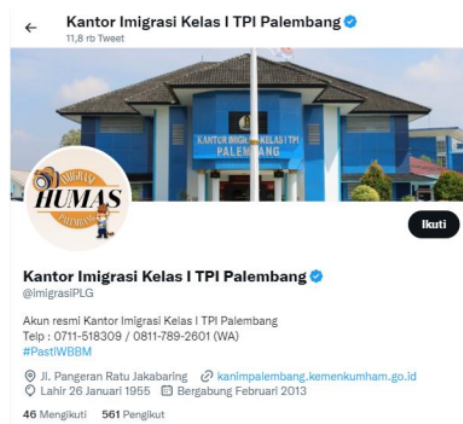 Kantor Imigrasi Kelas I TPI Palembang
11,8 rb Tweet
KANTOR IMIGRASI KELAS I TPI
PALEMBANG
IMIGRASI
HUMAS
PALEMBANG
Ikuti
Kantor Imigrasi Kelas I TPI Palembang
@imigrasiPLG
Akun resmi Kantor Imigrasi Kelas I TPI Palembang
Telp : 0711-518309 / 0811-789-2601 (WA)
#PastiWBBM
Jl. Pangeran Ratu Jakabaring kanimpalembang.kemenkumham.go.id
Lahir 26 Januari 1955 Bergabung Februari 2013
46 Mengikuti 561 Pengikut